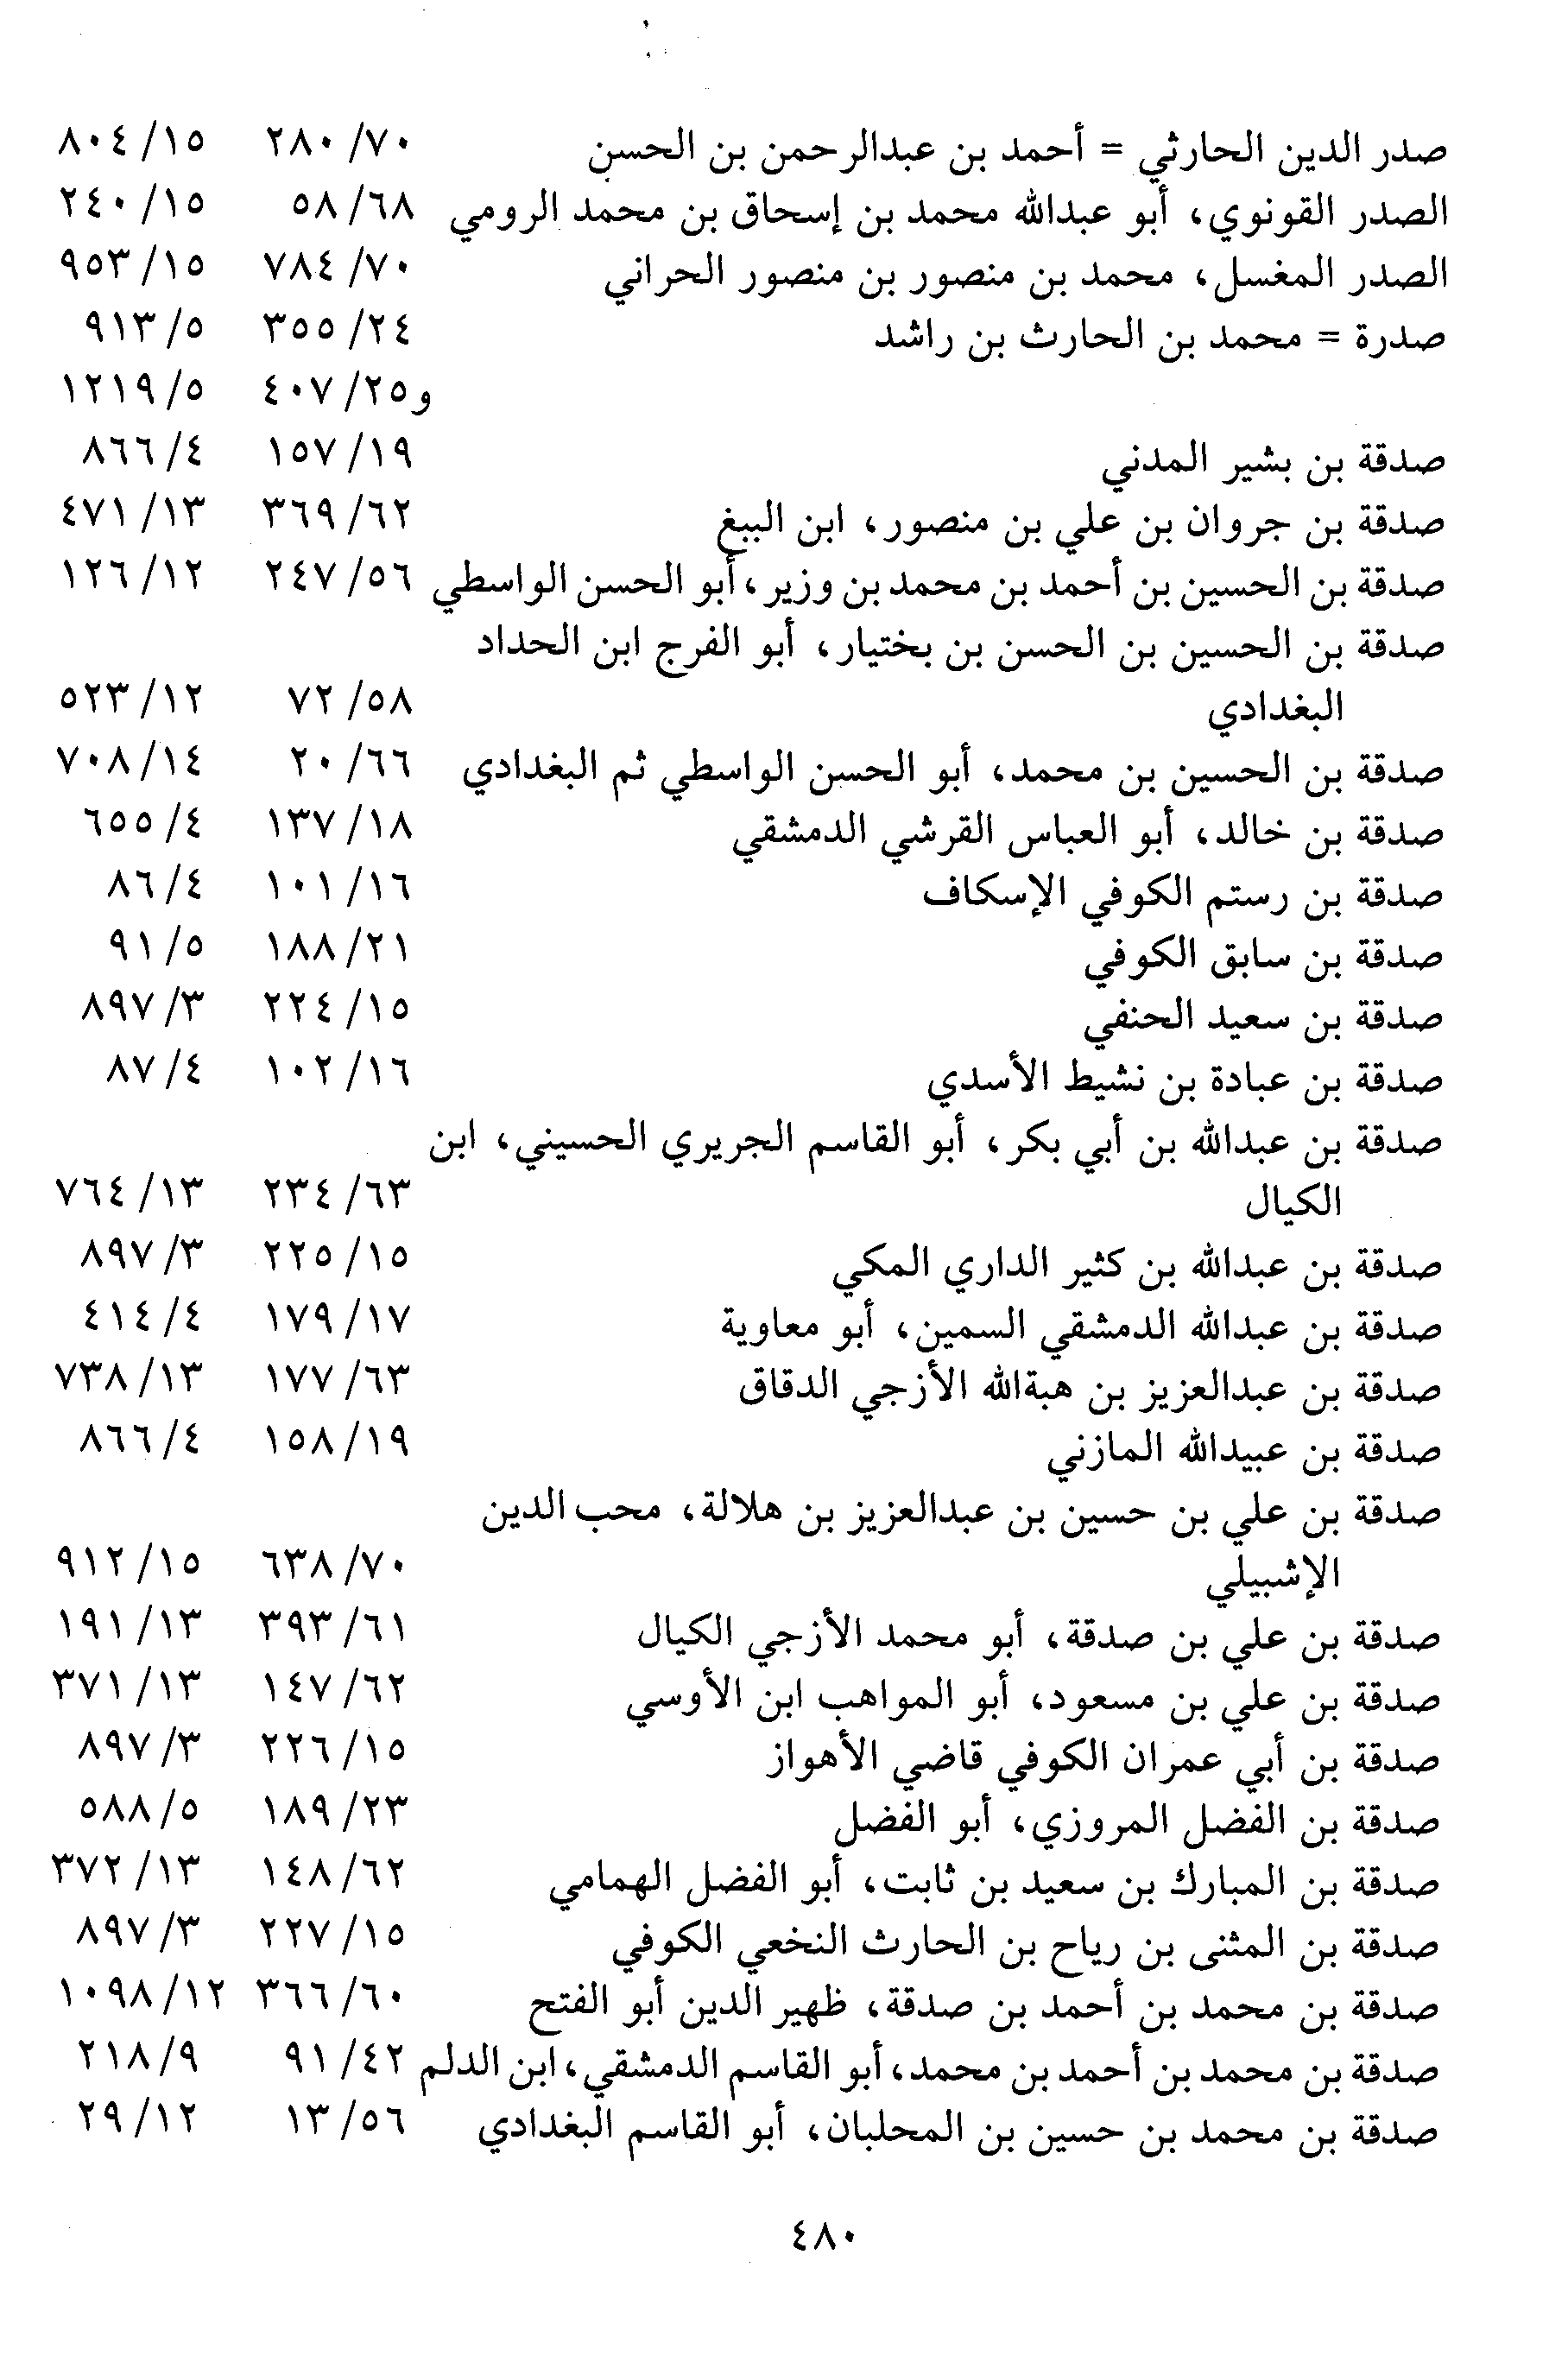 صدر الدين الحارثي = أحمد بن عبدالرحمن بن الحسن ٧٠/ ٢٨٠ ١٥/ ٨٠٤
الصدر القونوي، أبو عبدالله محمد بن إسحاق بن محمد الرومي ٦٨/ ٥٨ ١٥/ ٢٤٠
الصدر المغسل، محمد بن منصور بن منصور الحراني ٧٠/ ٧٨٤ ١٥/ ٩٥٣
صدرة = محمد بن الحارث بن راشد ٢٤/ ٣٥٥ ٥/ ٩١٣
و٢٥/ ٤٠٧ ٥/ ١٢١٩
صدقة بن بشير المدني ١٩/ ١٥٧ ٤/ ٨٦٦
صدقة بن جروان بن علي بن منصور، ابن الببغ ٦٢/ ٣٦٩ ١٣/ ٤٧١
صدقة بن الحسين بن أحمد بن محمد بن وزير، أبو الحسن الواسطي ٥٦/ ٢٤٧ ١٢/ ١٢٦
صدقة بن الحسين بن الحسن بن بختيار، أبو الفرج ابن الحداد
البغدادي ٥٨/ ٧٢ ١٢/ ٥٢٣
صدقة بن الحسين بن محمد، أبو الحسن الواسطي ثم البغدادي ٦٦/ ٢٠ ١٤/ ٧٠٨
صدقة بن خالد، أبو العباس القرشي الدمشقي ١٨/ ١٣٧ ٤/ ٦٥٥
صدقة بن رستم الكوفي الإسكاف ١٦/ ١٠١ ٤/ ٨٦
صدقة بن سابق الكوفي ٢١/ ١٨٨ ٥/ ٩١
صدقة بن سعيد الحنفي ١٥/ ٢٢٤ ٣/ ٨٩٧
صدقة بن عبادة بن نشيط الأسدي ١٦/ ١٠٢ ٤/ ٨٧
صدقة بن عبدالله بن أبي بكر، أبو القاسم الجريري الحسيني، ابن
الكيال ٦٣/ ٢٣٤ ١٣/ ٧٦٤
صدقة بن عبدالله بن كثير الداري المكي ١٥/ ٢٢٥ ٣/ ٨٩٧
صدقة بن عبدالله الدمشقي السمين، أبو معاوية ١٧/ ١٧٩ ٤/ ٤١٤
صدقة بن عبدالعزيز بن هبةالله الأزجي الدقاق ٦٣/ ١٧٧ ١٣/ ٧٣٨
صدقة بن عبيدالله المازني ١٩/ ١٥٨ ٤/ ٨٦٦
صدقة بن علي بن حسين بن عبدالعزيز بن هلالة، محب الدين
الإشبيلي ٧٠/ ٦٣٨ ١٥/ ٩١٢
صدقة بن علي بن صدقة، أبو محمد الأزجي الكيال ٦١/ ٣٩٣ ١٣/ ١٩١
صدقة بن علي بن مسعود، أبو المواهب ابن الأوسي ٦٢/ ١٤٧ ١٣/ ٣٧١
صدقة بن أبي عمران الكوفي قاضي الأهواز ١٥/ ٢٢٦ ٣/ ٨٩٧
صدقة بن الفضل المروزي، أبو الفضل ٢٣/ ١٨٩ ٥/ ٥٨٨
صدقة بن المبارك بن سعيد بن ثابت، أبو الفضل الهمامي ٦٢/ ١٤٨ ١٣/ ٣٧٢
صدقة بن المثنى بن رياح بن الحارث النخعي الكوفي ١٥/ ٢٢٧ ٣/ ٨٩٧
صدقة بن محمد بن أحمد بن صدقة، ظهير الدين أبو الفتح ٦٠/ ٣٦٦ ١٢/ ١٠٩٨
صدقة بن محمد بن أحمد بن محمد، أبو القاسم الدمشقي، ابن الدلم ٤٢/ ٩١ ٩/ ٢١٨
صدقة بن محمد بن حسين بن المحلبان، أبو القاسم البغدادي ٥٦/ ١٣ ١٢/ ٢٩
٤٨٠